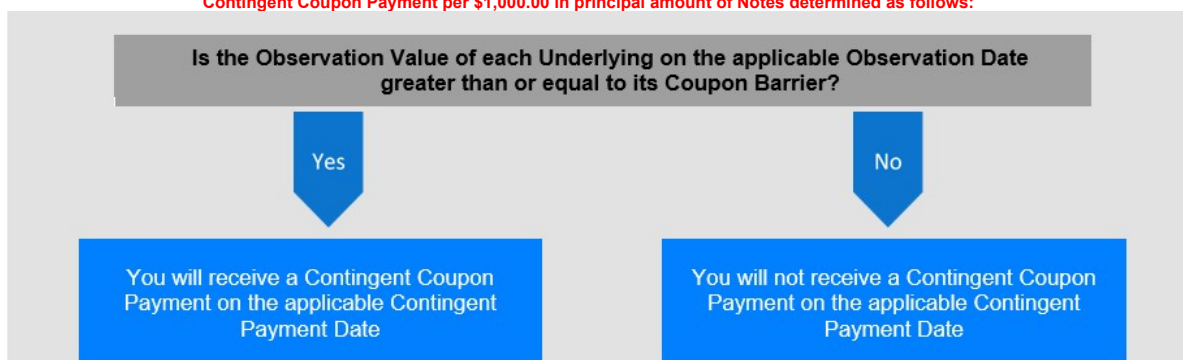 Contingent Coupon Payment per $1,000.00 in principal amount of Notes determined as follows:
Is the Observation Value of each Underlying on the applicable Observation Date
greater than or equal to its Coupon Barrier?
Yes
No
You will receive a Contingent Coupon
Payment on the applicable Contingent
Payment Date
You will not receive a Contingent Coupon
Payment on the applicable Contingent
Payment Date